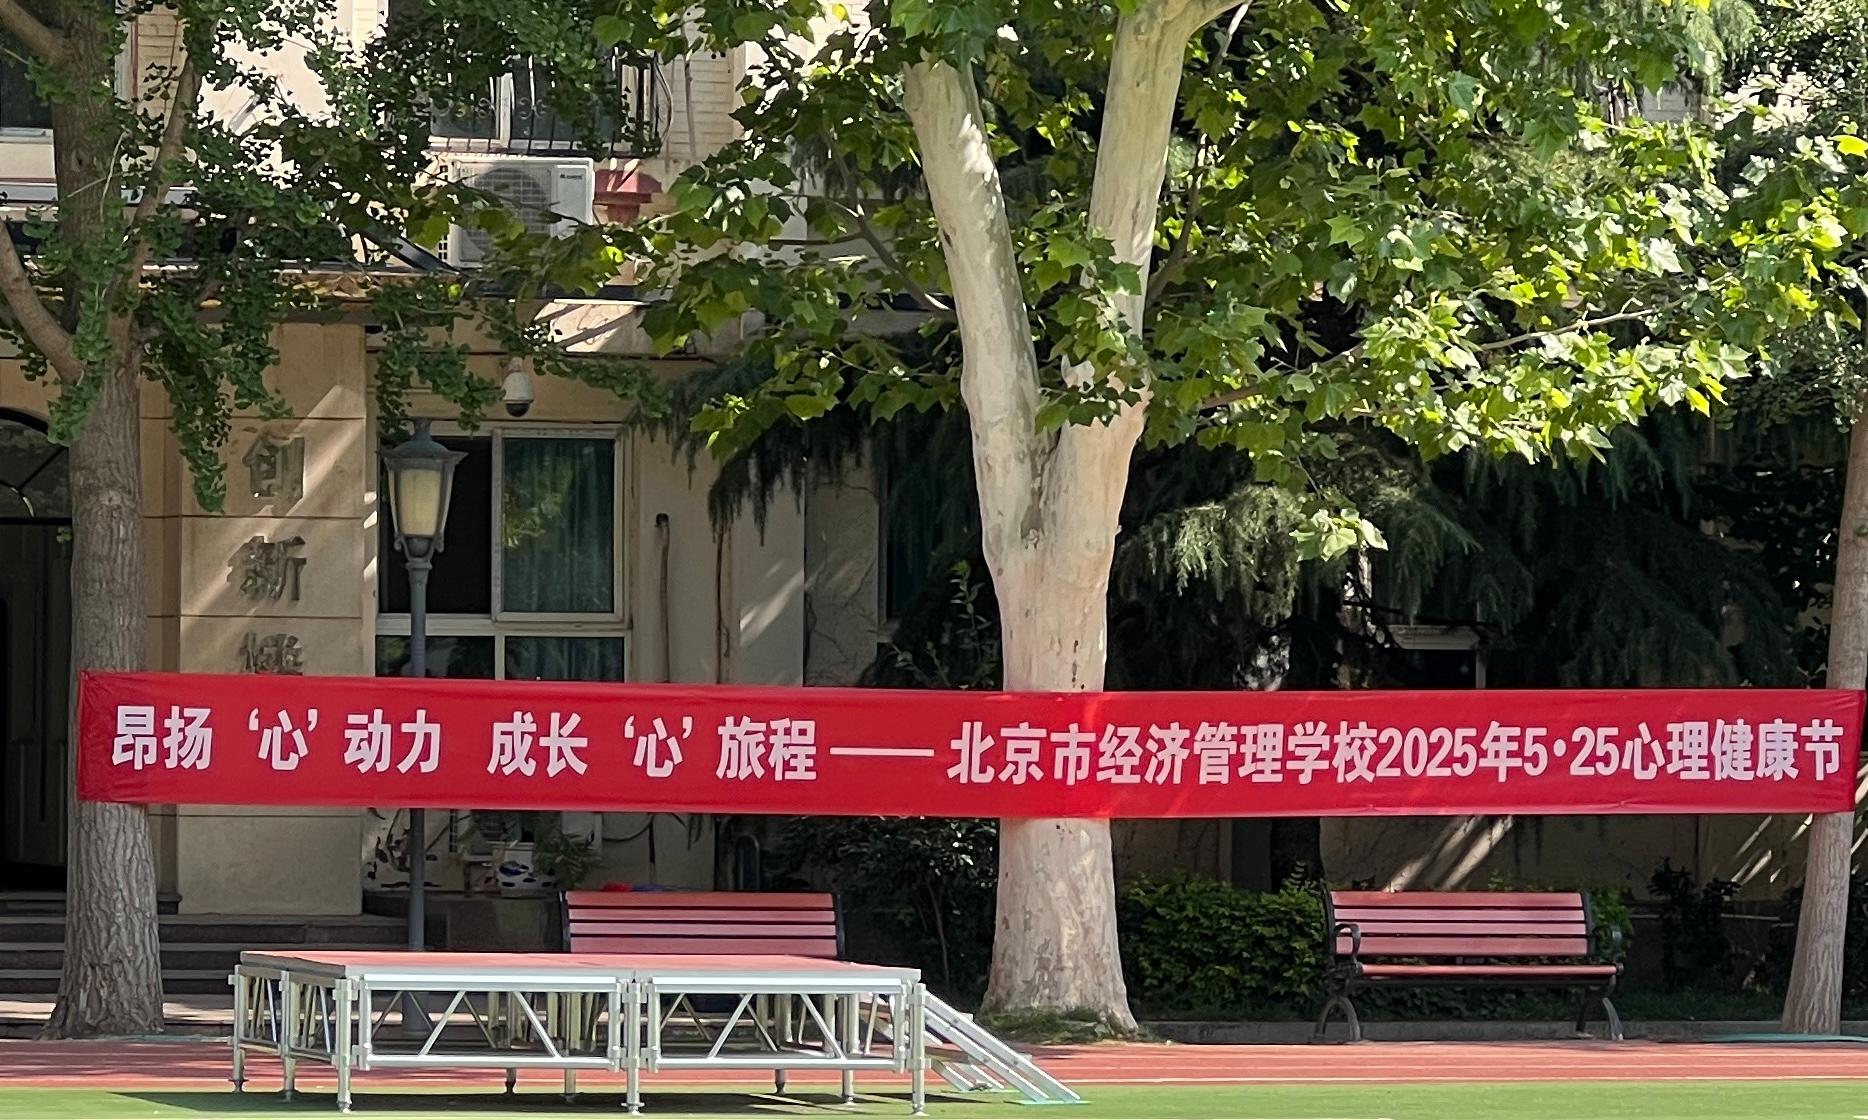 创新楼
昂扬 ‘心’ 动力 成长 ‘心’ 旅程——北京市经济管理学校2025年5·25心理健康节